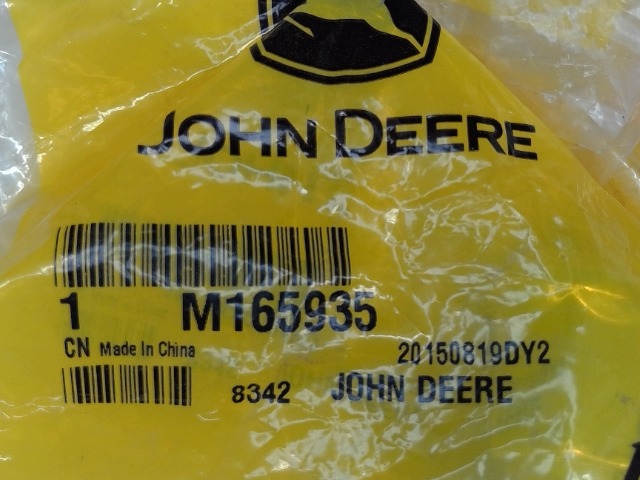 JOHN DEERE
1 M165935
CN Made In China 20150819DY2
8342 JOHN DEERE